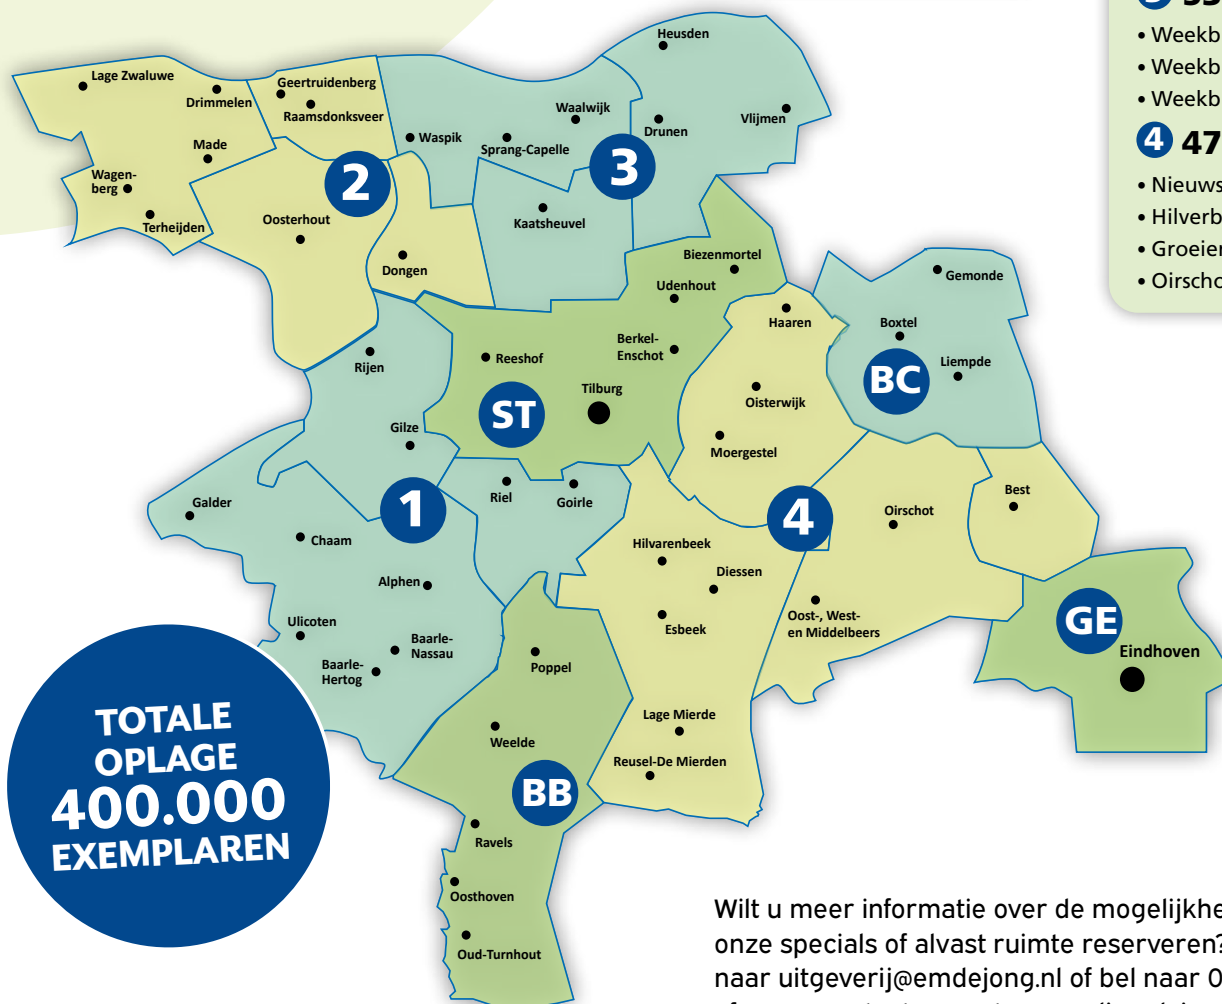 Heusden
Lage Zwaluwe
Drimmelen
Geertruidenberg
Raamsdonksveer
Waspik
Waalwijk
Sprang-Capelle
Drunen
Vlijmen
Made
Wagen-
berg
Terheijden
2
3
Oosterhout
Kaatsheuvel
Dongen
Biezenmortel
Udenhout
Haaren
Gemonde
Boxtel
Liempde
BC
Berkel-
Enschot
Rijen
Reeshof
Tilburg
ST
Oisterwijk
Moergestel
Gilze
Riel
Goirle
1
4
Oirschot
Best
Galder
Chaam
Alphen
Hilvarenbeek
Diessen
Esbeek
Oost-, West-
en Middelbeers
GE
Eindhoven
Ulicoten
Baarle-
Nassau
Baarle-
Hertog
Poppel
Weelde
Lage Mierde
Reusel-De Mierden
BB
Ravels
Oosthoven
Oud-Turnhout
TOTALE
OPLAGE
400.000
EXEMPLAREN
• Weekb
• Weekb
• Weekb
4 47
• Nieuws
• Hilverb
• Groeien
• Oirscho
Wilt u meer informatie over de mogelijkhe
onze specials of alvast ruimte reserveren?
naar uitgeverij@emdejong.nl of bel naar 0